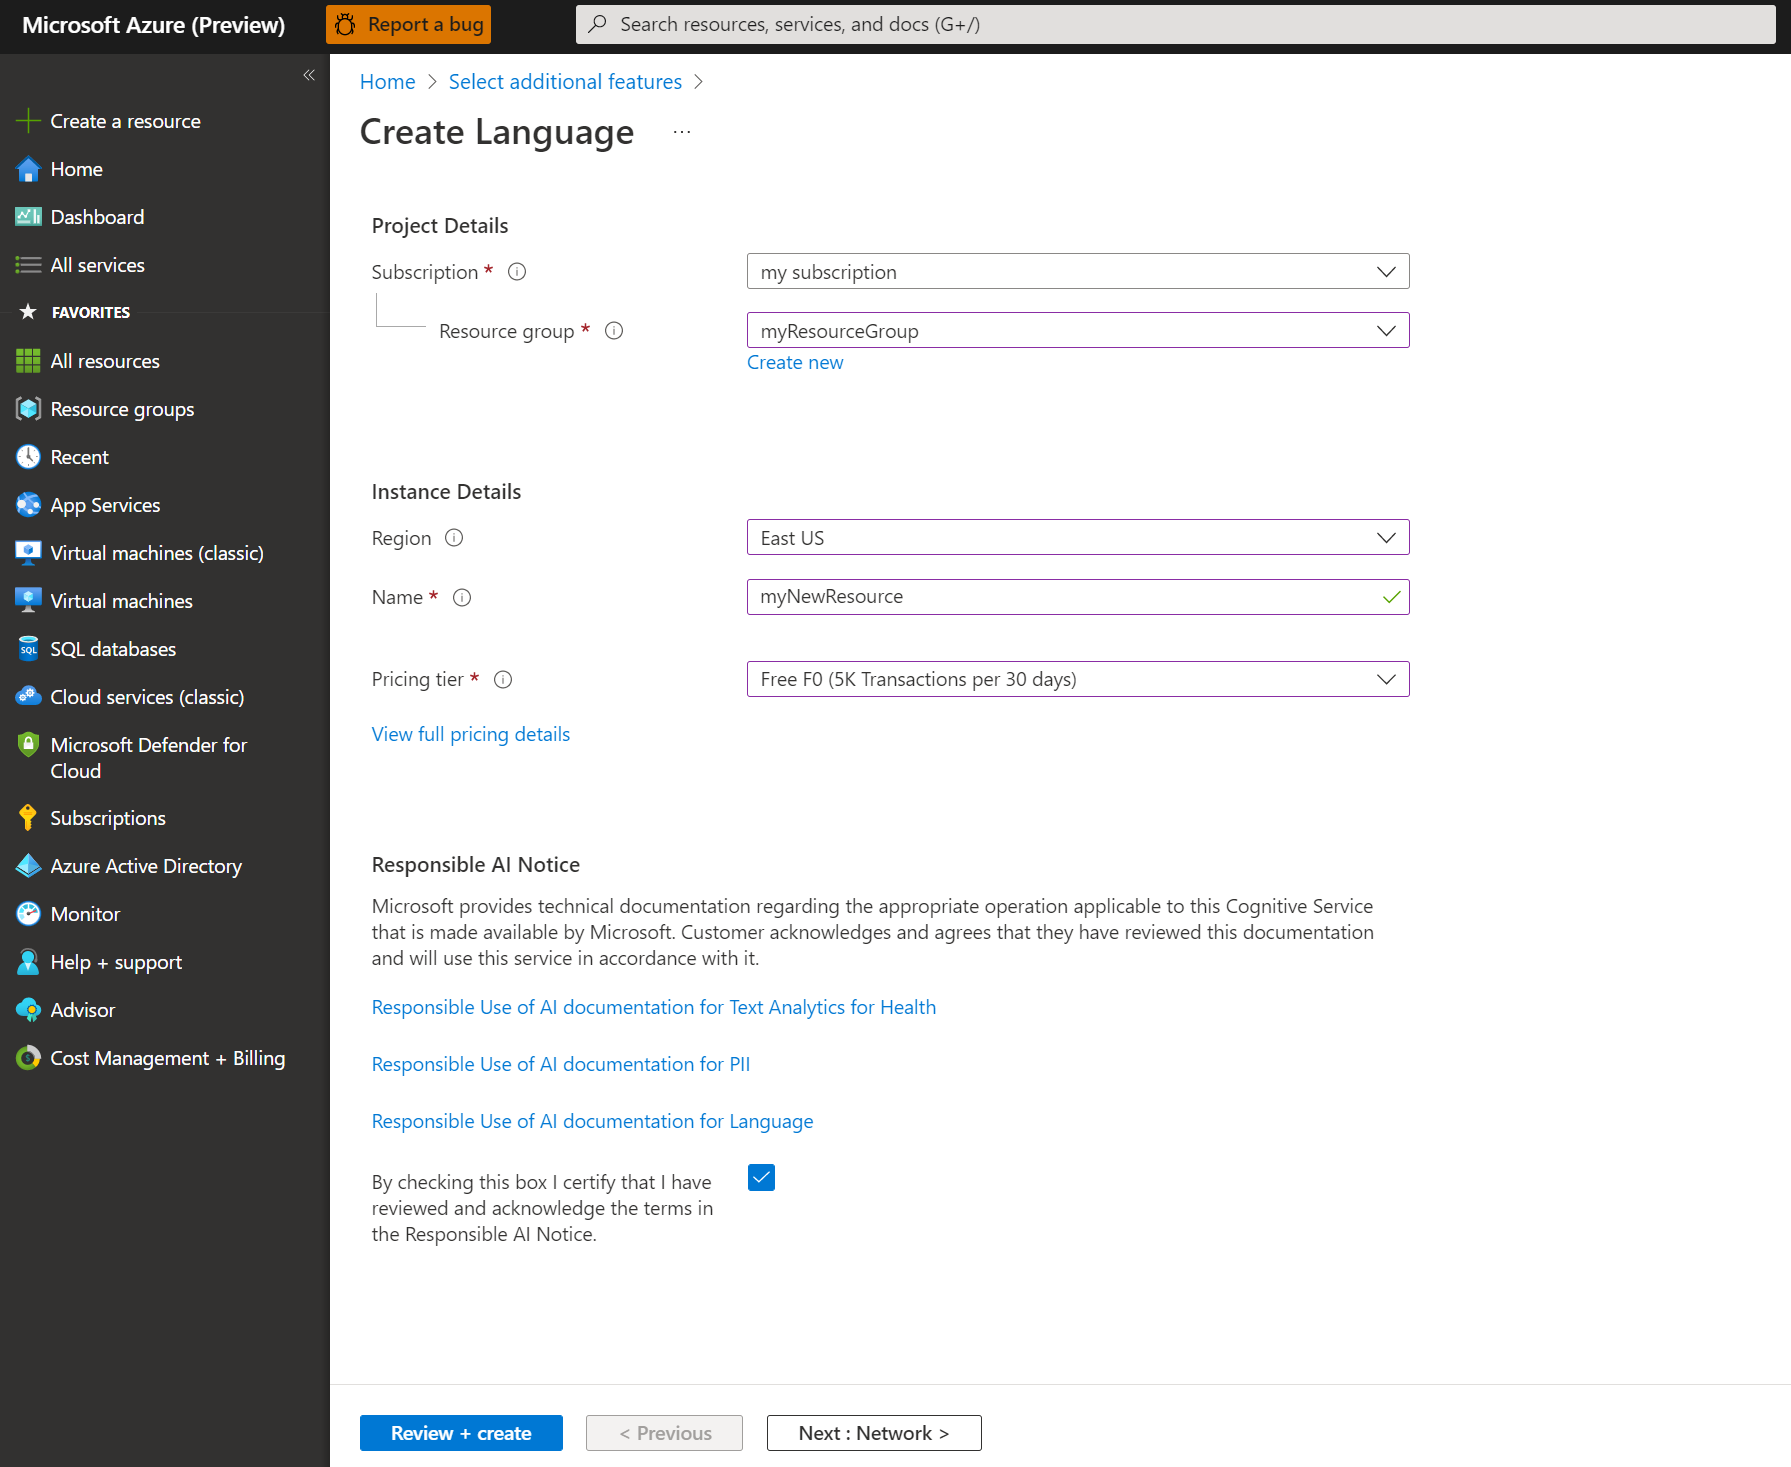 Microsoft Azure (Preview)
Report a bug
Search resources, services, and docs (G+/)
«
Create a resource
Home
Dashboard
All services
FAVORITES
All resources
Resource groups
Recent
App Services
Virtual machines (classic)
Virtual machines
SQL
SQL databases
Cloud services (classic)
Microsoft Defender for
Cloud
Subscriptions
Azure Active Directory
Monitor
Help + support
Advisor
Cost Management + Billing
Home > Select additional features >
Create Language ...
Project Details
Subscription *
my subscription
Resource group *
myResourceGroup
Create new
Instance Details
Region
East US
Name *
myNewResource
Pricing tier *
Free F0 (5K Transactions per 30 days)
View full pricing details
Responsible AI Notice
Microsoft provides technical documentation regarding the appropriate operation applicable to this Cognitive Service
that is made available by Microsoft. Customer acknowledges and agrees that they have reviewed this documentation
and will use this service in accordance with it.
Responsible Use of AI documentation for Text Analytics for Health
Responsible Use of AI documentation for PII
Responsible Use of AI documentation for Language
By checking this box I certify that I have
reviewed and acknowledge the terms in
the Responsible AI Notice.
Review + create
< Previous
Next : Network >